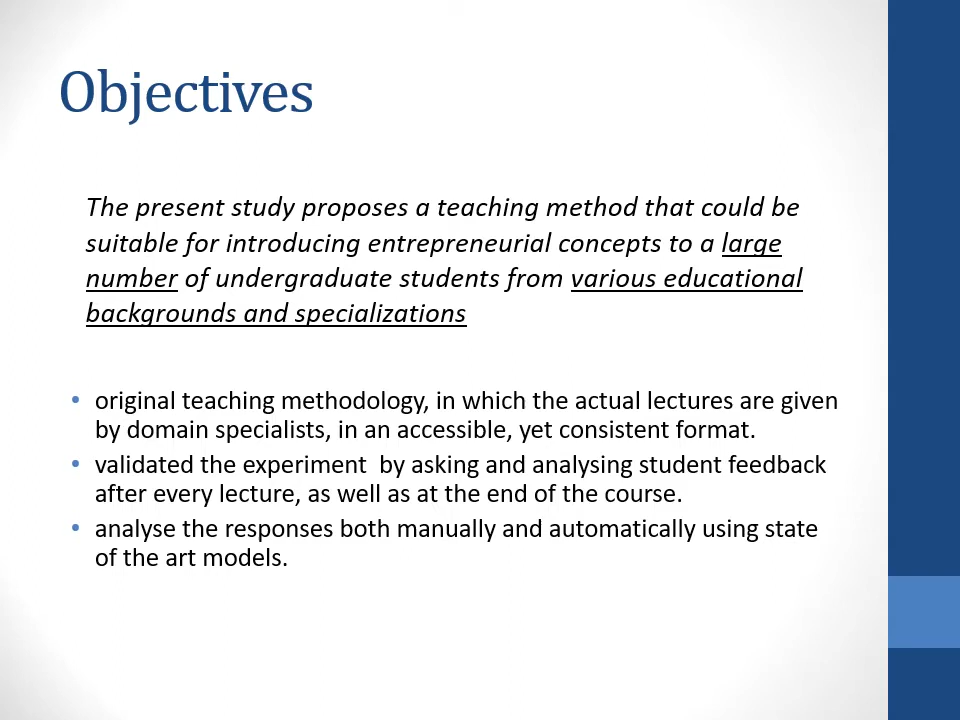 Objectives
The present study proposes a teaching method that could be
suitable for introducing entrepreneurial concepts to a large
number of undergraduate students from various educational
backgrounds and specializations
• original teaching methodology, in which the actual lectures are given
by domain specialists, in an accessible, yet consistent format.
• validated the experiment  by asking and analysing student feedback
after every lecture, as well as at the end of the course.
• analyse the responses both manually and automatically using state
of the art models.